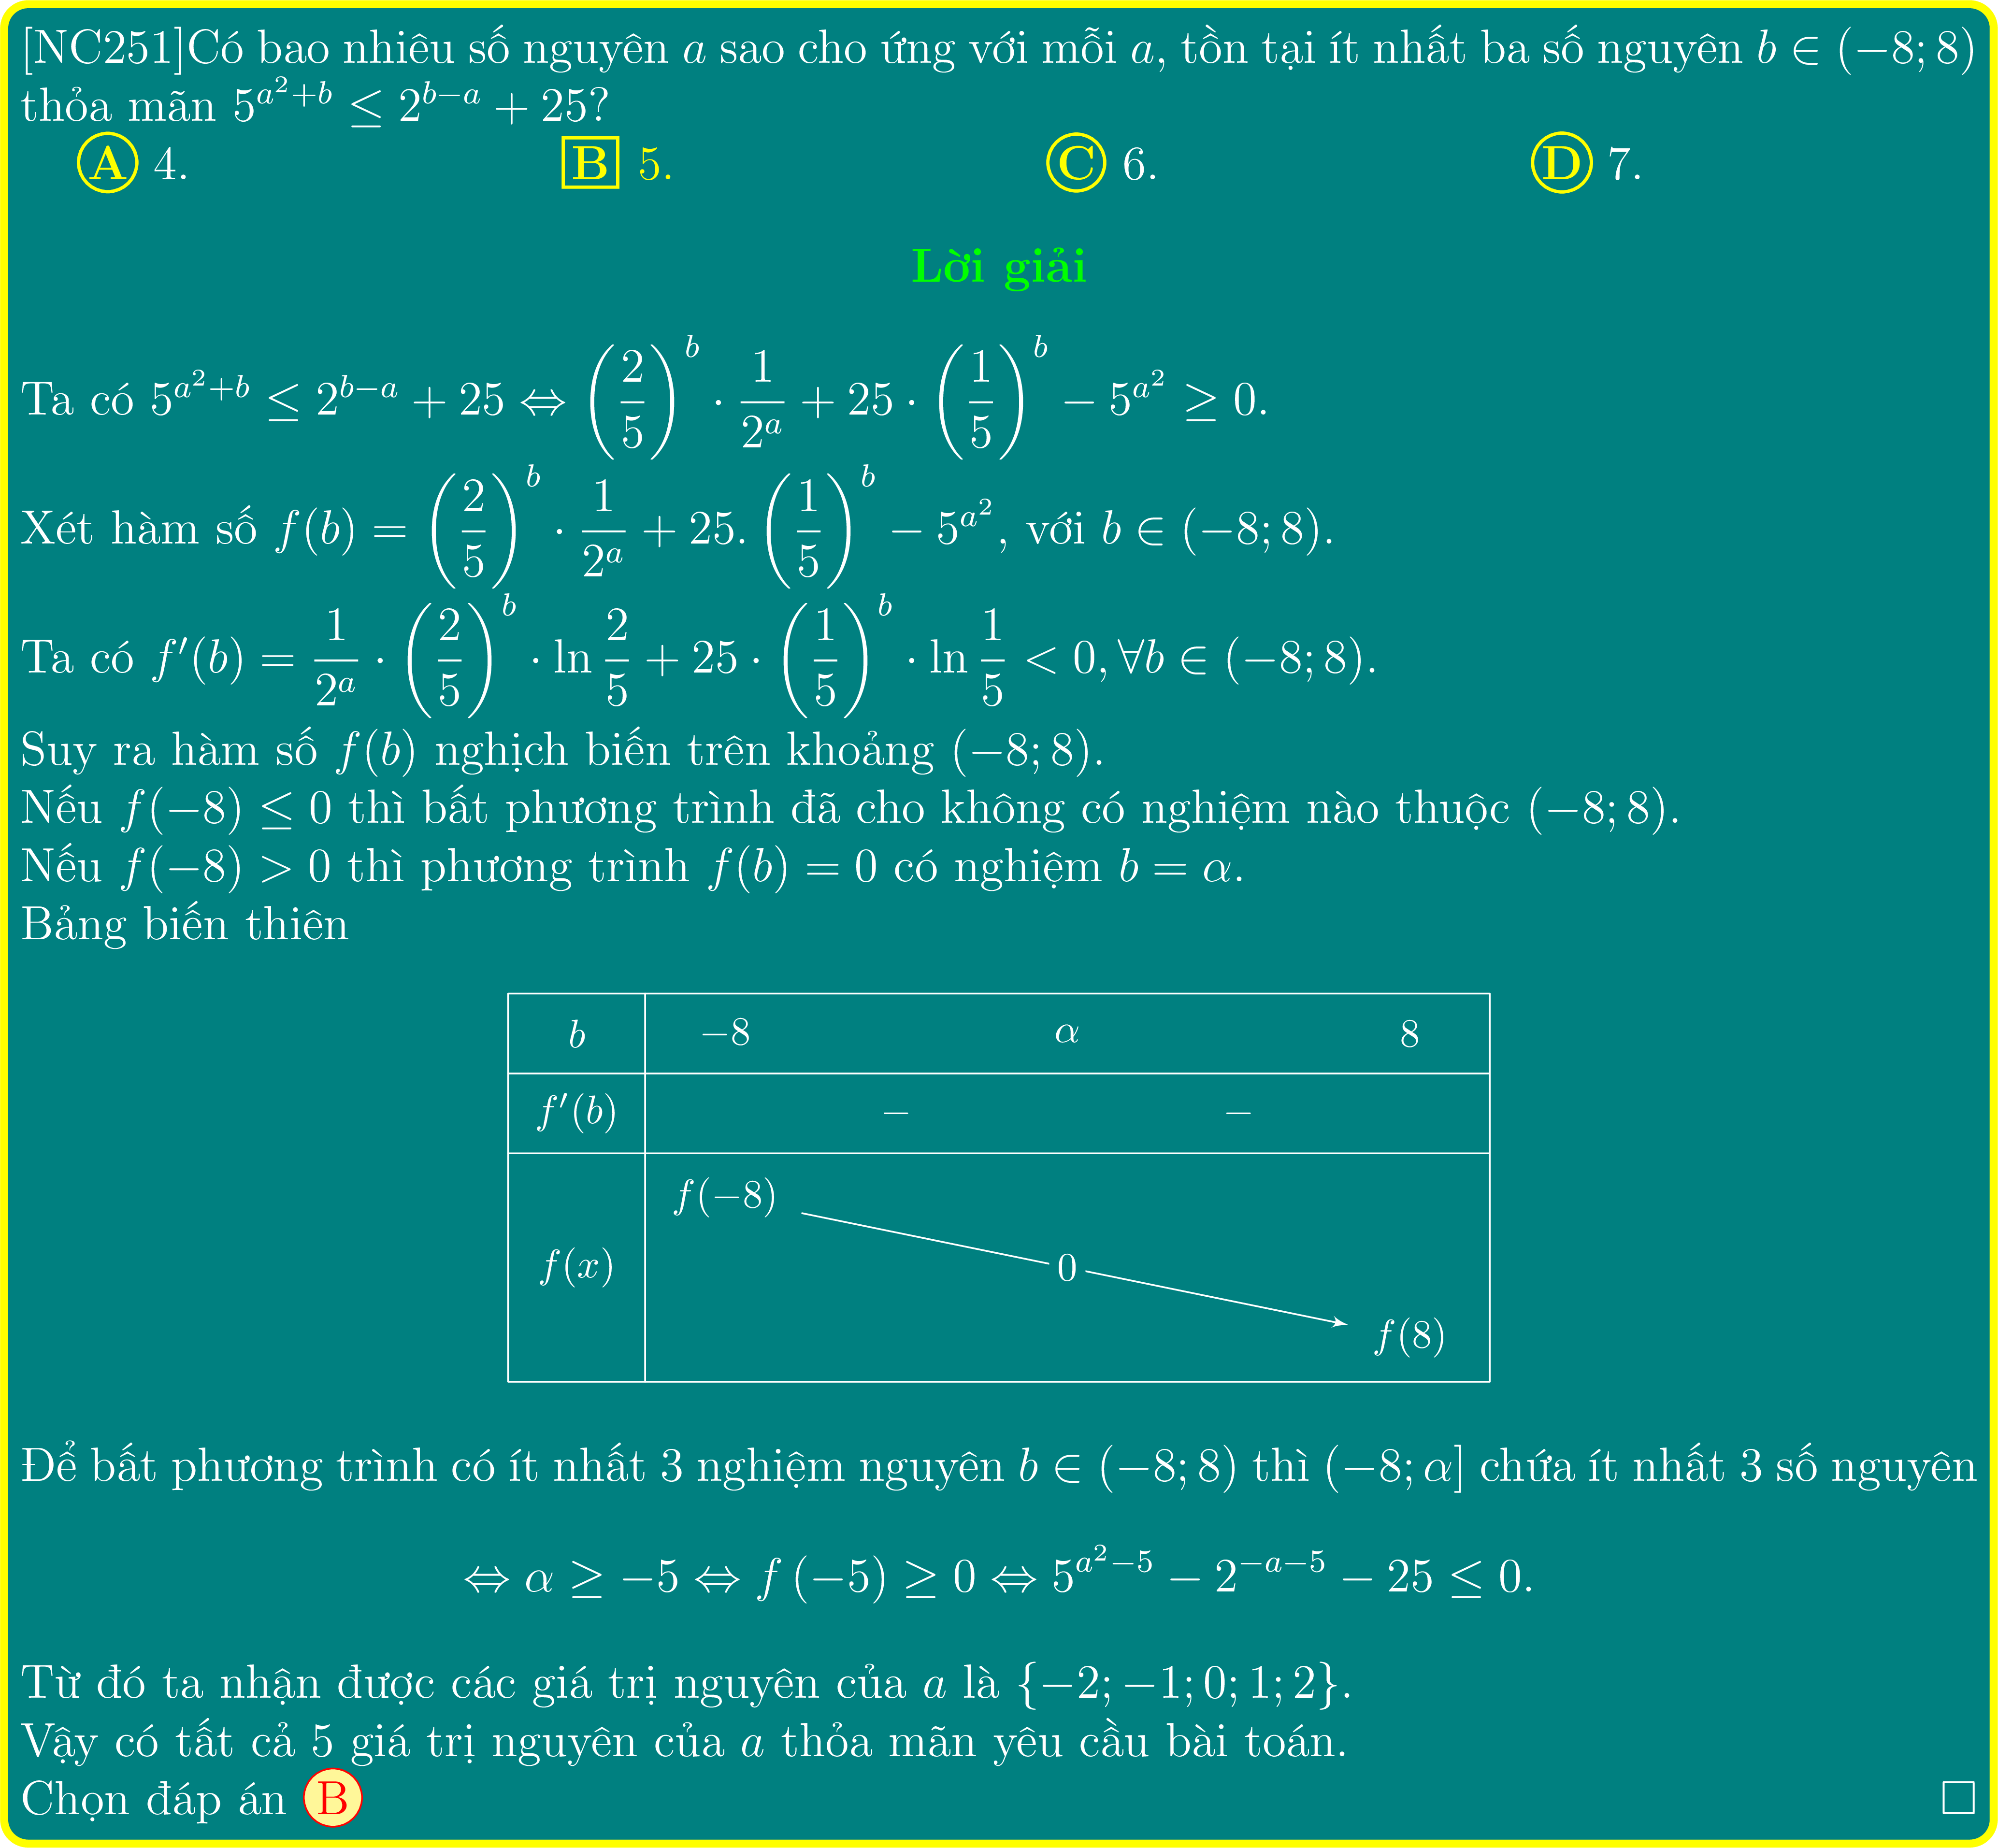 [NC251]Có bao nhiêu số nguyên $a$ sao cho ứng với mỗi $a$, tồn tại ít nhất ba số nguyên $b \in (-8; 8)$
thỏa mãn $5^{a^2+b} \leq 2^{b-a} + 25$?
A 4. B 5. C 6. D 7.
Lời giải
Ta có $5^{a^2+b} \leq 2^{b-a} + 25 \Leftrightarrow \left(\dfrac{2}{5}\right)^b \cdot \dfrac{1}{2^a} + 25 \cdot \left(\dfrac{1}{5}\right)^b - 5^{a^2} \geq 0.$
Xét hàm số $f(b) = \left(\dfrac{2}{5}\right)^b \cdot \dfrac{1}{2^a} + 25. \left(\dfrac{1}{5}\right)^b - 5^{a^2}$, với $b \in (-8; 8)$.
Ta có $f'(b) = \dfrac{1}{2^a} \cdot \left(\dfrac{2}{5}\right)^b \cdot \ln \dfrac{2}{5} + 25 \cdot \left(\dfrac{1}{5}\right)^b \cdot \ln \dfrac{1}{5} < 0, \forall b \in (-8; 8).$
Suy ra hàm số $f(b)$ nghịch biến trên khoảng $(-8; 8)$.
Nếu $f(-8) \leq 0$ thì bất phương trình đã cho không có nghiệm nào thuộc $(-8; 8)$.
Nếu $f(-8) > 0$ thì phương trình $f(b) = 0$ có nghiệm $b = \alpha$.
Bảng biến thiên
$b$ $-8$ $\alpha$ $8$
$f'(b)$ $-$ $-$
$f(-8)$
$f(x)$ $0$
$f(8)$
Để bất phương trình có ít nhất 3 nghiệm nguyên $b \in (-8; 8)$ thì $(-8; \alpha]$ chứa ít nhất 3 số nguyên
$\Leftrightarrow \alpha \geq -5 \Leftrightarrow f(-5) \geq 0 \Leftrightarrow 5^{a^2-5} - 2^{-a-5} - 25 \leq 0.$
Từ đó ta nhận được các giá trị nguyên của $a$ là $\{-2; -1; 0; 1; 2\}$.
Vậy có tất cả 5 giá trị nguyên của $a$ thỏa mãn yêu cầu bài toán.
Chọn đáp án B □